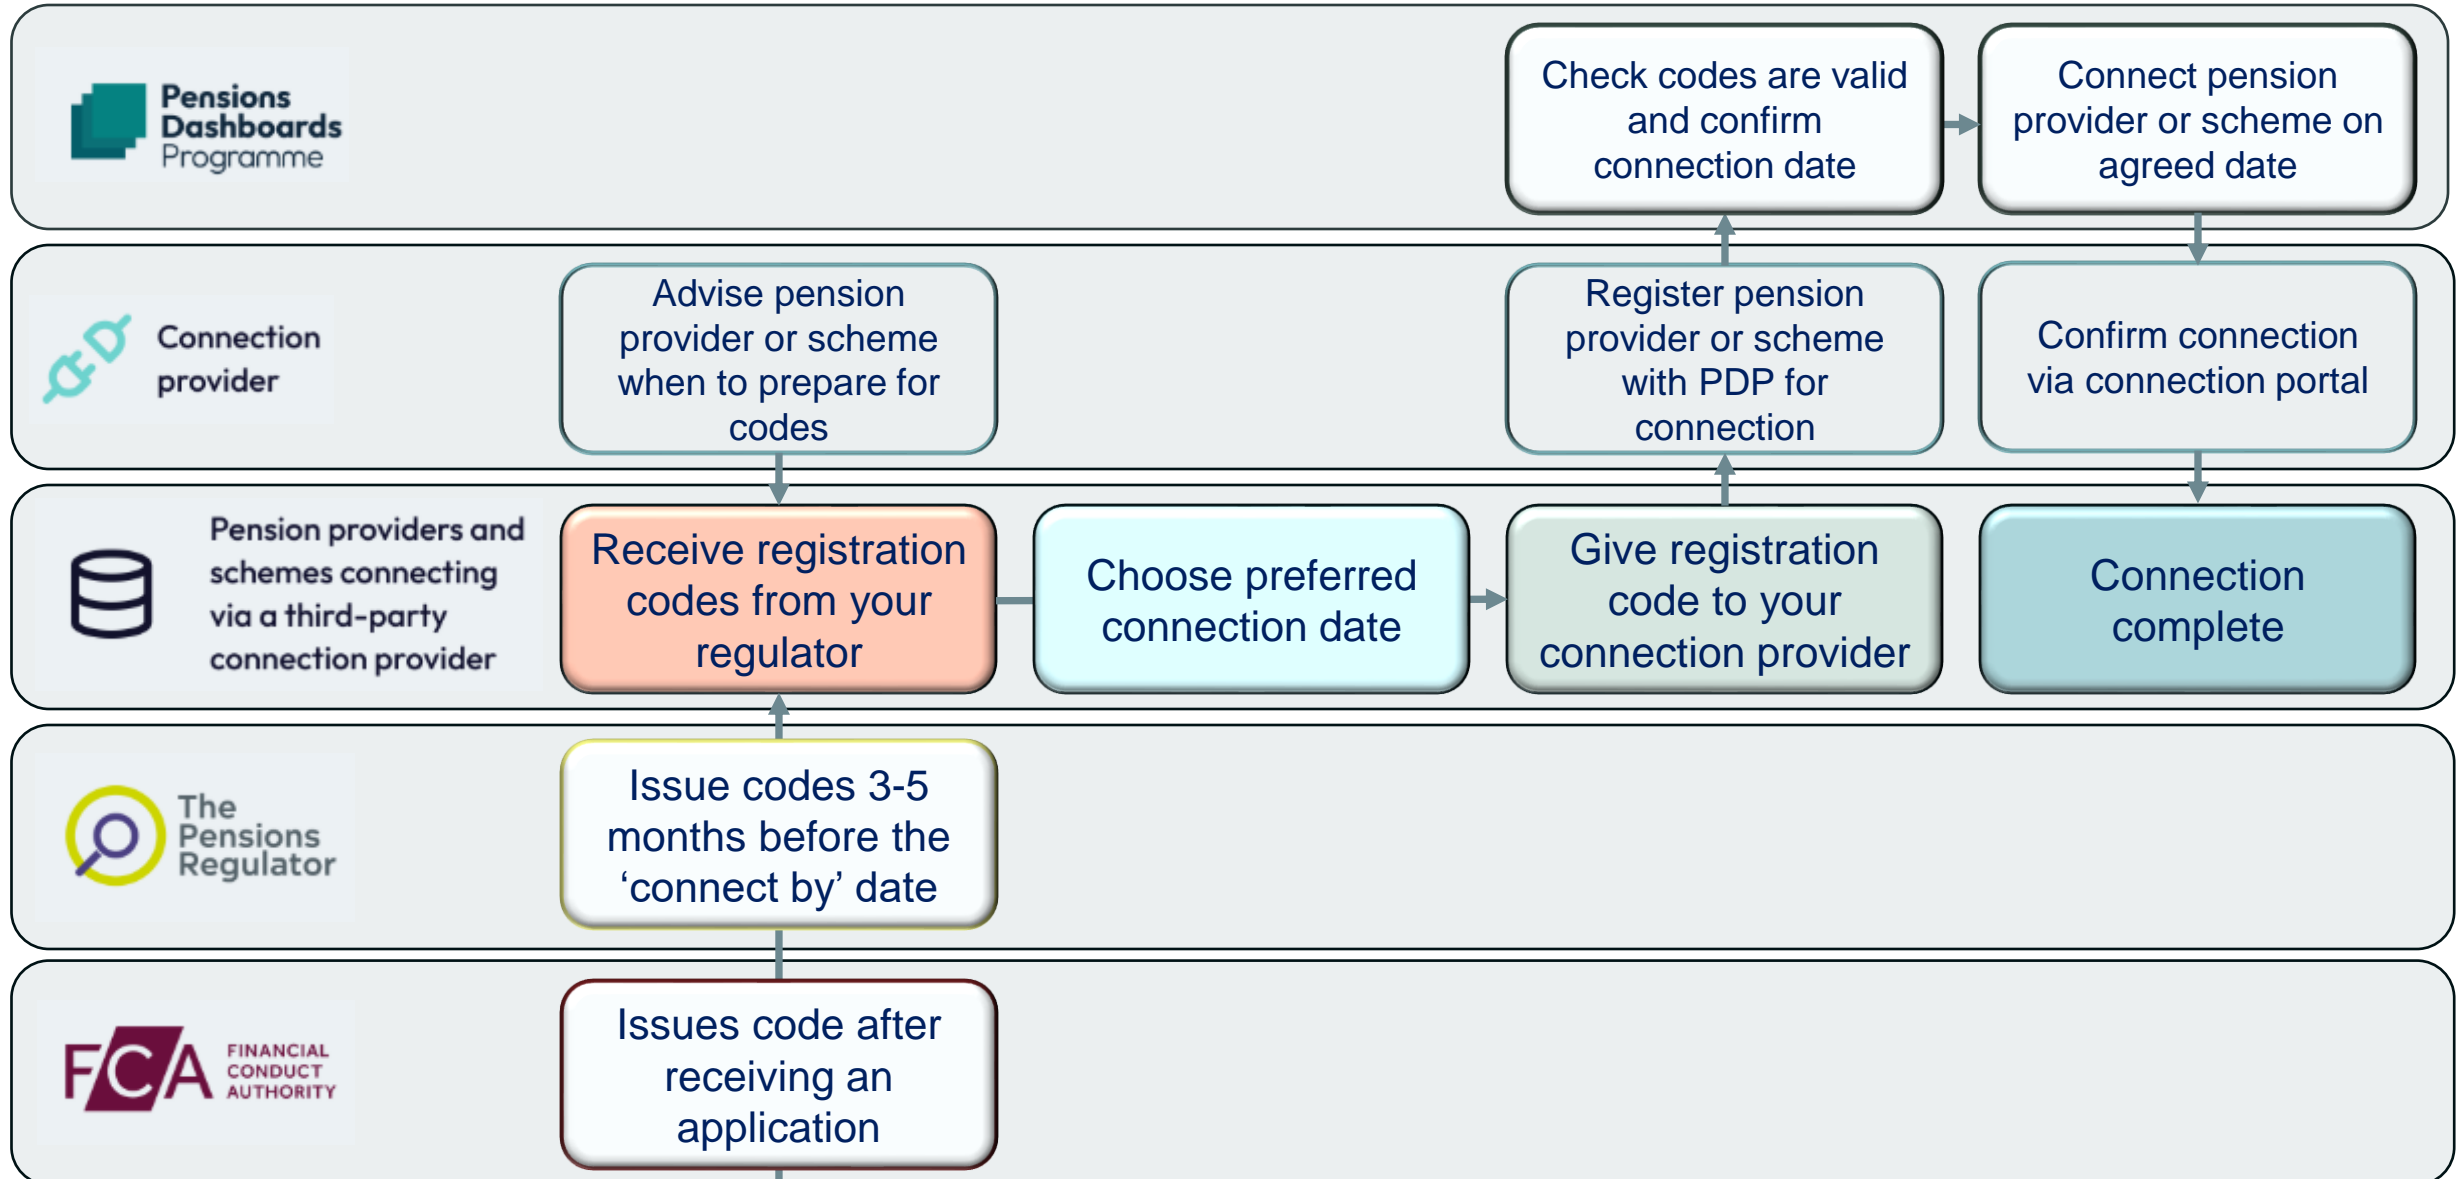 Pensions
Dashboards
Programme
Check codes are valid
and confirm
connection date
Connect pension
provider or scheme on
agreed date
Connection
provider
Advise pension
provider or scheme
when to prepare for
codes
Register pension
provider or scheme
with PDP for
connection
Confirm connection
via connection portal
Pension providers and
schemes connecting
via a third-party
connection provider
Receive registration
codes from your
regulator
Choose preferred
connection date
Give registration
code to your
connection provider
Connection
complete
The
Pensions
Regulator
Issue codes 3-5
months before the
‘connect by’ date
FCA
FINANCIAL
CONDUCT
AUTHORITY
Issues code after
receiving an
application